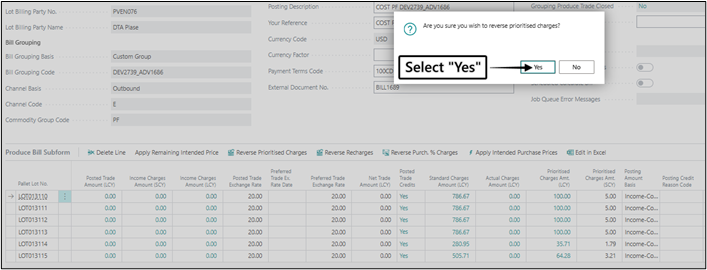 Lot Billing Party No. PVEN076
Lot Billing Party Name DTA Plase
Bill Grouping
Bill Grouping Basis Custom Group
Bill Grouping Code DEV2739_ADV1686
Channel Basis Outbound
Channel Code E
Commodity Group Code PF
Posting Description COST PF DEV2739_ADV
Your Reference COST P
Currency Code USD
Currency Factor
Payment Terms Code 100CD
External Document No. BILL1689
Grouping Produce Trade Closed No
Are you sure you wish to reverse prioritised charges?
Yes No
Select "Yes"
Job Queue Error Messages
Produce Bill Subform Delete Line Apply Remaining Intended Price Reverse Prioritised Charges Reverse Recharges Reverse Purch. % Charges Apply Intended Purchase Prices Edit in Excel
Pallet Lot No. Posted Trade Amount (LCY) Income Charges Amount (SCY) Income Charges Amount (LCY) Posted Trade Exchange Rate Preferred Trade Ex. Rate Date Preferred Trade Exchange Rate Net Trade Amount (LCY) Posted Trade Credits Standard Charges Amount (LCY) Actual Charges Amount (LCY) Prioritised Charges Amt. (LCY) Prioritised Charges Amt. (SCY) Posting Amount Basis Posting Credit Reason Code
LOT013110 0.00 0.00 0.00 20.00 20.00 0.00 Yes 786.67 0.00 100.00 5.00 Income-Co...
LOT013111 0.00 0.00 0.00 20.00 20.00 0.00 Yes 786.67 0.00 100.00 5.00 Income-Co...
LOT013112 0.00 0.00 0.00 20.00 20.00 0.00 Yes 786.67 0.00 100.00 5.00 Income-Co...
LOT013113 0.00 0.00 0.00 20.00 20.00 0.00 Yes 786.67 0.00 100.00 5.00 Income-Co...
LOT013114 0.00 0.00 0.00 20.00 20.00 0.00 Yes 280.95 0.00 35.71 1.79 Income-Co...
LOT013115 0.00 0.00 0.00 20.00 20.00 0.00 Yes 505.71 0.00 64.28 3.21 Income-Co...